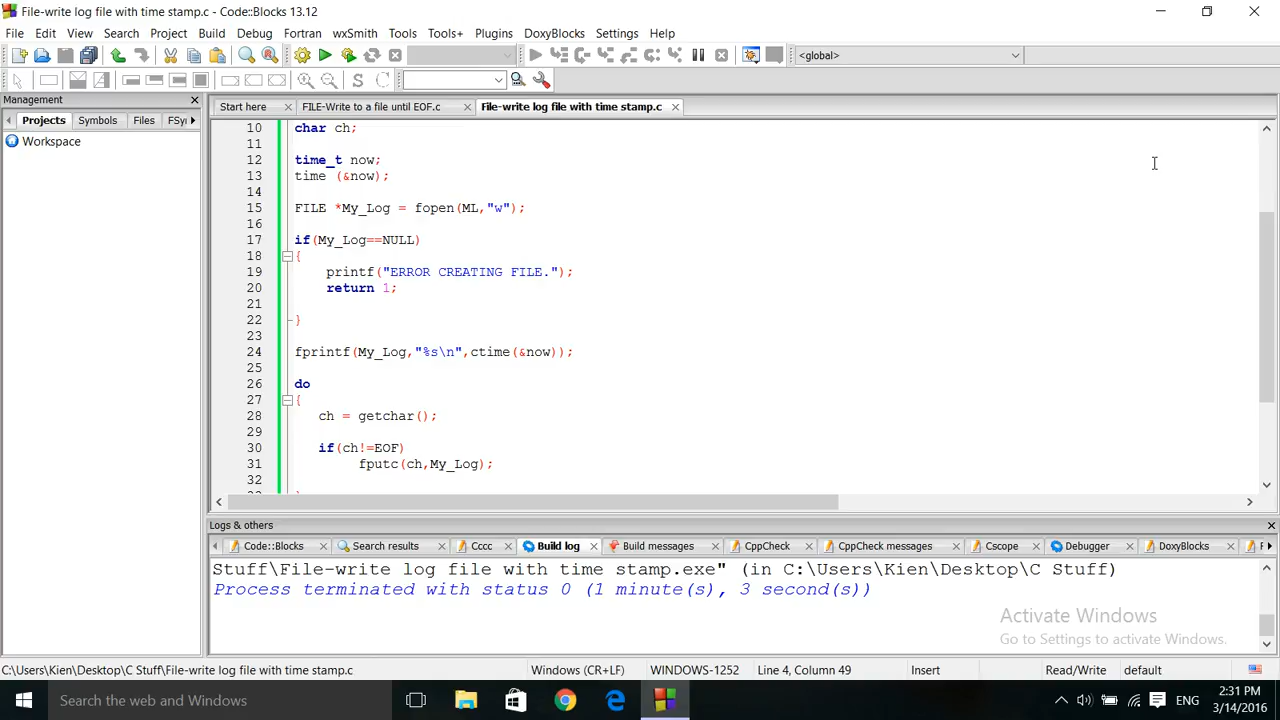 File-write log file with time stamp.c - Code::Blocks 13.12
File Edit View Search Project Build Debug Fortran wxSmith Tools Tools+ Plugins DoxyBlocks Settings Help
<global>
S
Management
Projects Symbols Files FSy
Workspace
Start here FILE-Write to a file until EOF.c File-write log file with time stamp.c
10 char ch;
11
12 time_t now;
13 time (&now);
14
15 FILE *My_Log = fopen(ML,"w");
16
17 if(My_Log==NULL)
18 {
19 printf("ERROR CREATING FILE.");
20 return 1;
21
22 }
23
24 fprintf(My_Log,"%s\n",ctime(&now));
25
26 do
27 {
28 ch = getchar();
29
30 if(ch!=EOF)
31 fputc(ch,My_Log);
32
Logs & others
Code::Blocks Search results Cccc Build log Build messages CppCheck CppCheck messages Cscope Debugger DoxyBlocks F
Stuff\File-write log file with time stamp.exe" (in C:\Users\Kien\Desktop\C Stuff)
Process terminated with status 0 (1 minute(s), 3 second(s))
Activate Windows
Go to Settings to activate Windows.
C:\Users\Kien\Desktop\C Stuff\File-write log file with time stamp.c Windows (CR+LF) WINDOWS-1252 Line 4, Column 49 Insert Read/Write default
Search the web and Windows
ENG
2:31 PM
3/14/2016